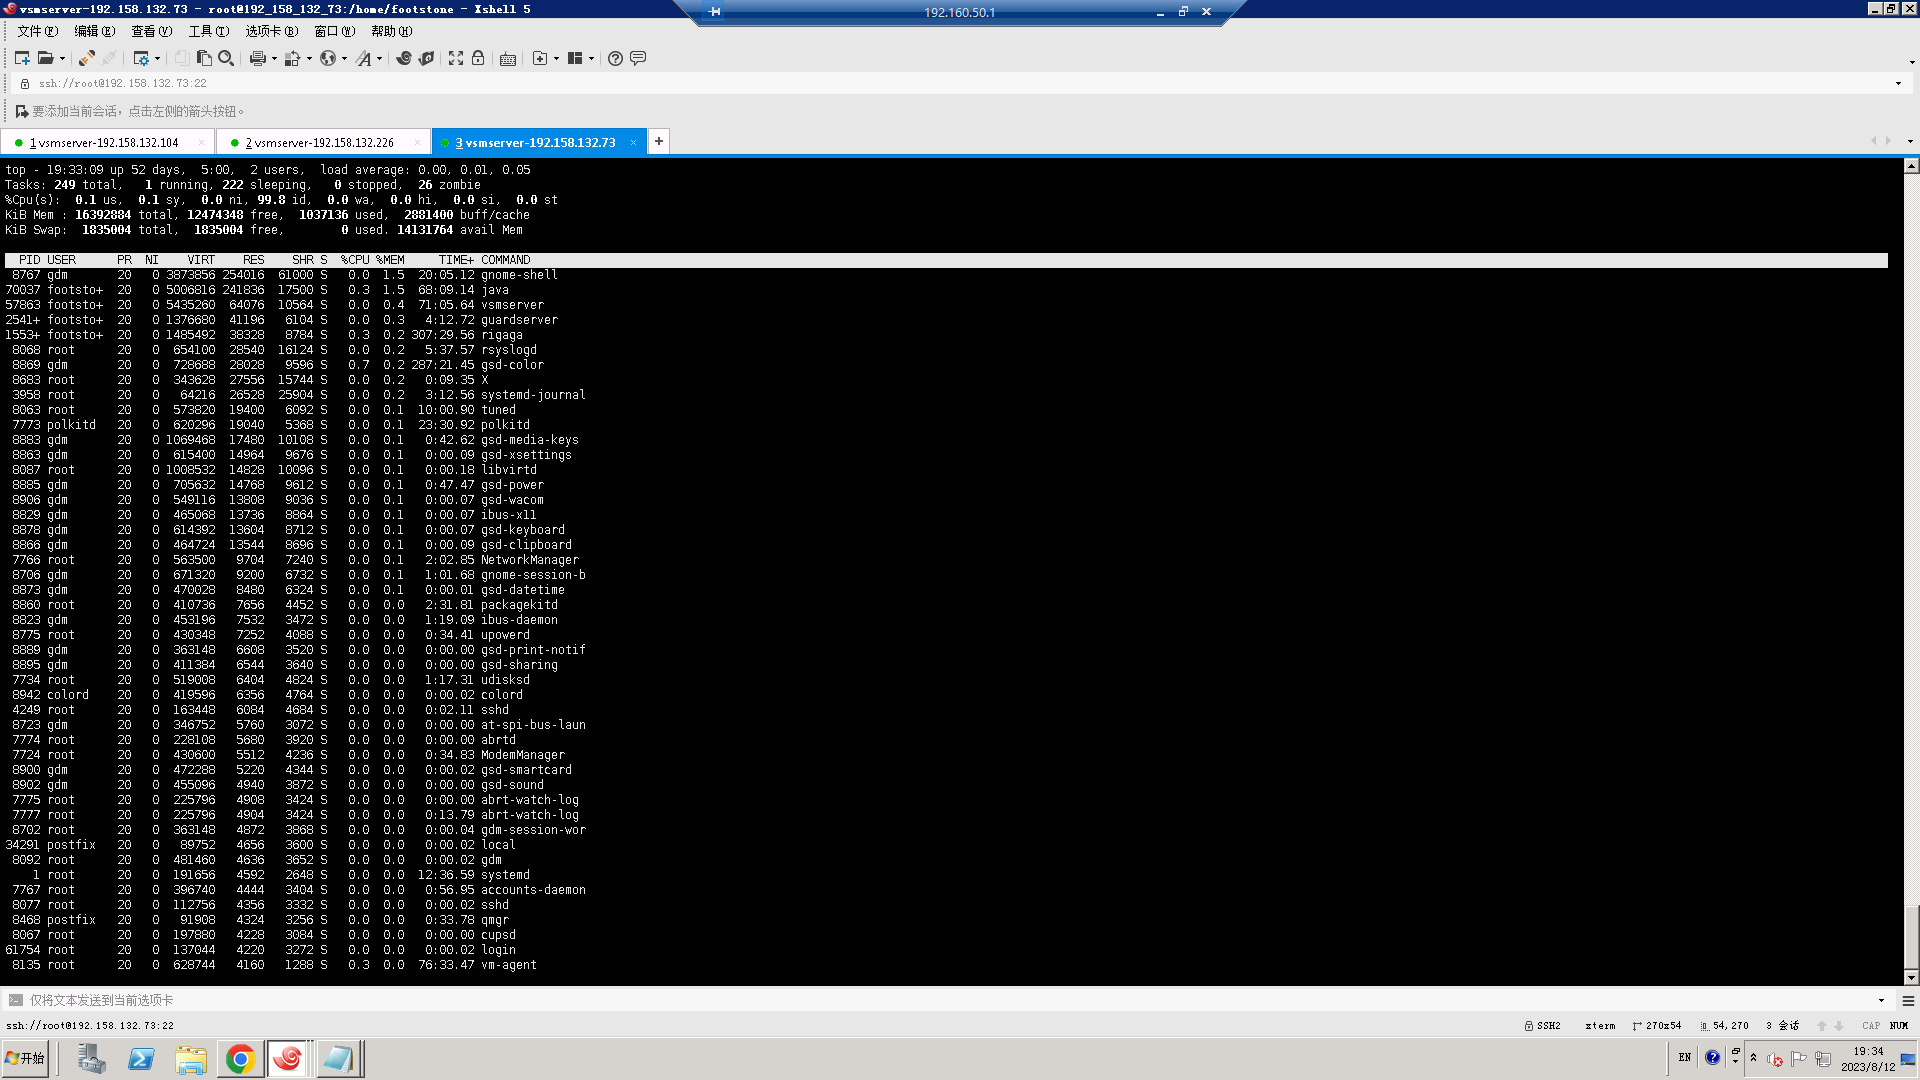 vsmserver-192.158.132.73 - root@192_158_132_73:/home/footstone - Xshell 5
192.160.50.1
文件(F) 编辑(E) 查看(V) 工具(T) 选项卡(B) 窗口(W) 帮助(H)
ssh://root@192.158.132.73:22
要添加当前会话，点击左侧的箭头按钮。
1 vsmserver-192.158.132.104
2 vsmserver-192.158.132.226
3 vsmserver-192.158.132.73
top - 19:33:09 up 52 days,  5:00,  2 users,  load average: 0.00, 0.01, 0.05
Tasks: 249 total,   1 running, 222 sleeping,   0 stopped,  26 zombie
%Cpu(s):  0.1 us,  0.1 sy,  0.0 ni, 99.8 id,  0.0 wa,  0.0 hi,  0.0 si,  0.0 st
KiB Mem : 16392884 total, 12474348 free,  1037136 used,  2881400 buff/cache
KiB Swap:  1835004 total,  1835004 free,        0 used. 14131764 avail Mem
PID USER      PR  NI    VIRT    RES    SHR S  %CPU %MEM     TIME+ COMMAND
8767 gdm       20   0 3873856 254016  61000 S   0.0  1.5  20:05.12 gnome-shell
70037 footsto+  20   0 5006816 241836  17500 S   0.3  1.5  68:09.14 java
57863 footsto+  20   0 5435260  64076  10564 S   0.0  0.4  71:05.64 vsmserver
2541+ footsto+  20   0 1376680  41196   6104 S   0.0  0.3   4:12.72 guardserver
1553+ footsto+  20   0 1485492  38328   8784 S   0.3  0.2 307:29.56 rigaga
8068 root      20   0  654100  28540  16124 S   0.0  0.2   5:37.57 rsyslogd
8869 gdm       20   0  728688  28028   9596 S   0.7  0.2 287:21.45 gsd-color
8683 root      20   0  343628  27556  15744 S   0.0  0.2   0:09.35 X
3958 root      20   0   64216  26528  25904 S   0.0  0.2   3:12.56 systemd-journal
8063 root      20   0  573820  19400   6092 S   0.0  0.1  10:00.90 tuned
7773 polkitd   20   0  620296  19040   5368 S   0.0  0.1  23:30.92 polkitd
8883 gdm       20   0 1069468  17480  10108 S   0.0  0.1   0:42.62 gsd-media-keys
8863 gdm       20   0  615400  14964   9676 S   0.0  0.1   0:00.09 gsd-xsettings
8087 root      20   0 1008532  14828  10096 S   0.0  0.1   0:00.18 libvirtd
8885 gdm       20   0  705632  14768   9612 S   0.0  0.1   0:47.47 gsd-power
8906 gdm       20   0  549116  13808   9036 S   0.0  0.1   0:00.07 gsd-wacom
8829 gdm       20   0  465068  13736   8864 S   0.0  0.1   0:00.07 ibus-x11
8878 gdm       20   0  614392  13604   8712 S   0.0  0.1   0:00.07 gsd-keyboard
8866 gdm       20   0  464724  13544   8696 S   0.0  0.1   0:00.09 gsd-clipboard
7766 root      20   0  563500   9704   7240 S   0.0  0.1   2:02.85 NetworkManager
8706 gdm       20   0  671320   9200   6732 S   0.0  0.1   1:01.68 gnome-session-b
8873 gdm       20   0  470028   8480   6324 S   0.0  0.1   0:00.01 gsd-datetime
8860 root      20   0  410736   7656   4452 S   0.0  0.0   2:31.81 packagekitd
8823 gdm       20   0  453196   7532   3472 S   0.0  0.0   1:19.09 ibus-daemon
8775 root      20   0  430348   7252   4088 S   0.0  0.0   0:34.41 upowerd
8889 gdm       20   0  363148   6608   3520 S   0.0  0.0   0:00.00 gsd-print-notif
8895 gdm       20   0  411384   6544   3640 S   0.0  0.0   0:00.00 gsd-sharing
7734 root      20   0  519008   6404   4824 S   0.0  0.0   1:17.31 udisksd
8942 colord    20   0  419596   6356   4764 S   0.0  0.0   0:00.02 colord
4249 root      20   0  163448   6084   4684 S   0.0  0.0   0:02.11 sshd
8723 gdm       20   0  346752   5760   3072 S   0.0  0.0   0:00.00 at-spi-bus-laun
7774 root      20   0  228108   5680   3920 S   0.0  0.0   0:00.00 abrtd
7724 root      20   0  430600   5512   4236 S   0.0  0.0   0:34.83 ModemManager
8900 gdm       20   0  472288   5220   4344 S   0.0  0.0   0:00.02 gsd-smartcard
8902 gdm       20   0  455096   4940   3872 S   0.0  0.0   0:00.00 gsd-sound
7775 root      20   0  225796   4908   3424 S   0.0  0.0   0:00.00 abrt-watch-log
7777 root      20   0  225796   4904   3424 S   0.0  0.0   0:13.79 abrt-watch-log
8702 root      20   0  363148   4872   3868 S   0.0  0.0   0:00.04 gdm-session-wor
34291 postfix   20   0   89752   4656   3600 S   0.0  0.0   0:00.02 local
8092 root      20   0  481460   4636   3652 S   0.0  0.0   0:00.02 gdm
1 root      20   0  191656   4592   2648 S   0.0  0.0  12:36.59 systemd
7767 root      20   0  396740   4444   3404 S   0.0  0.0   0:56.95 accounts-daemon
8077 root      20   0  112756   4356   3332 S   0.0  0.0   0:00.02 sshd
8468 postfix   20   0   91908   4324   3256 S   0.0  0.0   0:33.78 qmgr
8067 root      20   0  197880   4228   3084 S   0.0  0.0   0:00.00 cupsd
61754 root      20   0  137044   4220   3272 S   0.0  0.0   0:00.02 login
8135 root      20   0  628744   4160   1288 S   0.3  0.0  76:33.47 vm-agent
仅将文本发送到当前选项卡
ssh://root@192.158.132.73:22 SSH2 xterm 270x54 54,270 3 会话 CAP NUM
开始 EN 19:34
2023/8/12